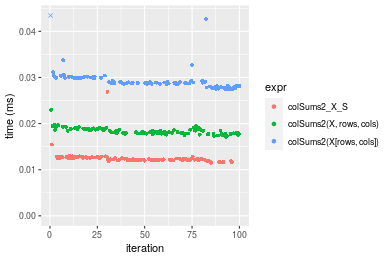 0.04
0.03
0.02
0.01
0.00
time (ms)
0
25
50
75
100
iteration
expr
colSums2_X_S
colSums2(X, rows, cols)
colSums2(X[rows, cols])